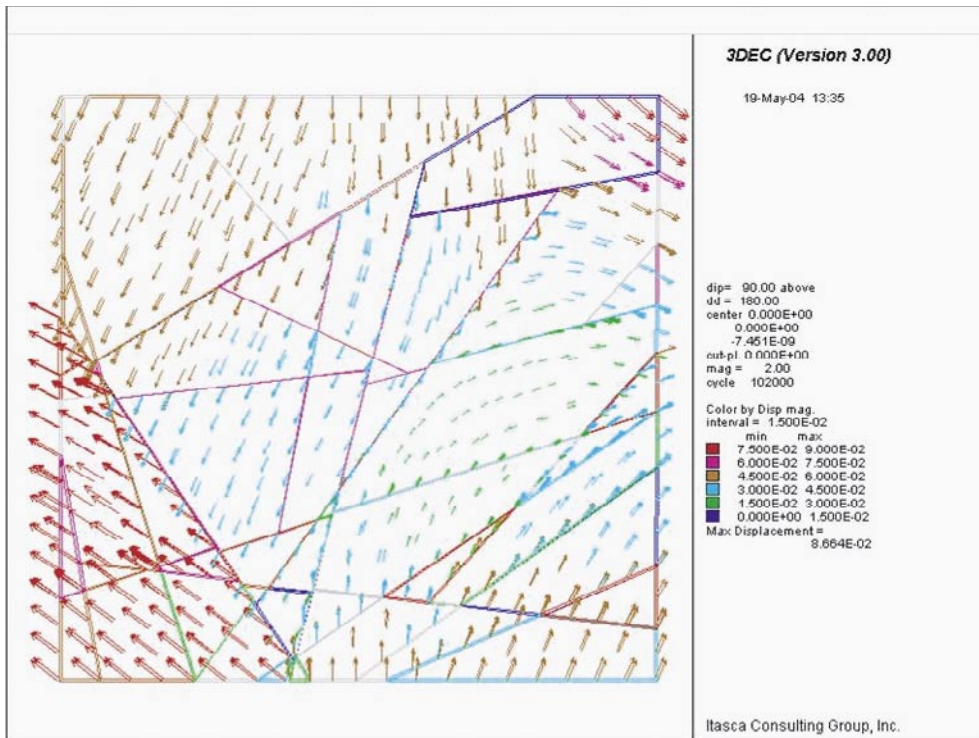 3DEC (Version 3.00)
19-May-04 13:35
dip= 90.00 above
dd = 180.00
center 0.000E+00
0.000E+00
-7.451E-09
cut-pl. 0.000E+00
mag = 2.00
cycle 102000
Color by Disp mag.
interval = 1.500E-02
min max
7.500E-02 9.000E-02
6.000E-02 7.500E-02
4.500E-02 6.000E-02
3.000E-02 4.500E-02
1.500E-02 3.000E-02
0.000E+00 1.500E-02
Max Displacement =
8.664E-02
Itasca Consulting Group, Inc.